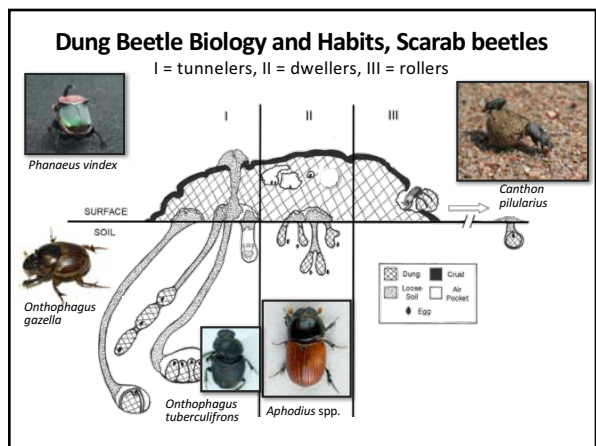 Dung Beetle Biology and Habits, Scarab beetles
I = tunnelers, II = dwellers, III = rollers
Phanaeus vindex
I
II
III
Canthon
pilularius
SURFACE
SOIL
Onthophagus
gazella
Dung
Crust
Loose
Soil
Air
Pocket
Egg
Onthophagus
tuberculifrons
Aphodius spp.